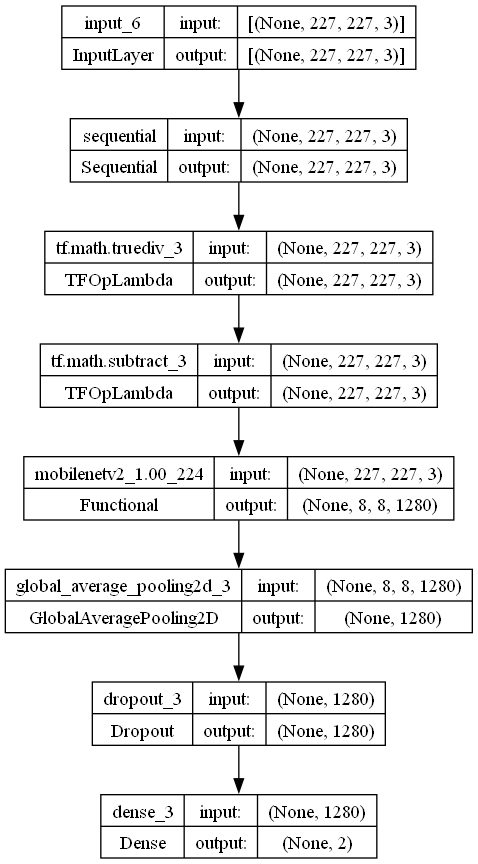 input_6 input: [(None, 227, 227, 3)]
InputLayer output: [(None, 227, 227, 3)]
sequential input: (None, 227, 227, 3)
Sequential output: (None, 227, 227, 3)
tf.math.truediv_3 input: (None, 227, 227, 3)
TFOpLambda output: (None, 227, 227, 3)
tf.math.subtract_3 input: (None, 227, 227, 3)
TFOpLambda output: (None, 227, 227, 3)
mobilenetv2_1.00_224 input: (None, 227, 227, 3)
Functional output: (None, 8, 8, 1280)
global_average_pooling2d_3 input: (None, 8, 8, 1280)
GlobalAveragePooling2D output: (None, 1280)
dropout_3 input: (None, 1280)
Dropout output: (None, 1280)
dense_3 input: (None, 1280)
Dense output: (None, 2)